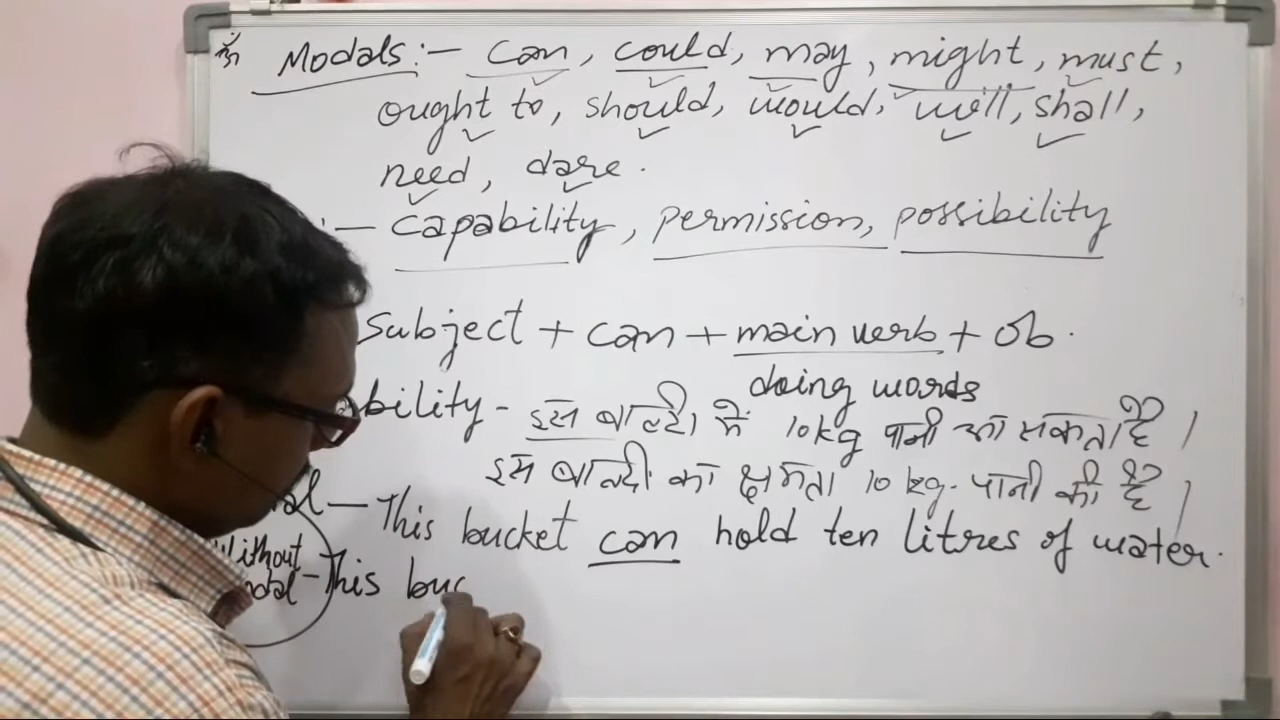 Modals:- can, could, may, might, must,
ought to, should, would, will, shall,
need, dare.
:- capability, permission, possibility
subject + can + main verb + ob.
doing words
bility - इस बाल्टी में 10kg पानी आ सकता है।
इस बाल्टी का क्षमता 10 kg. पानी की है।
al - This bucket can hold ten litres of water.
Without
dal - This buc